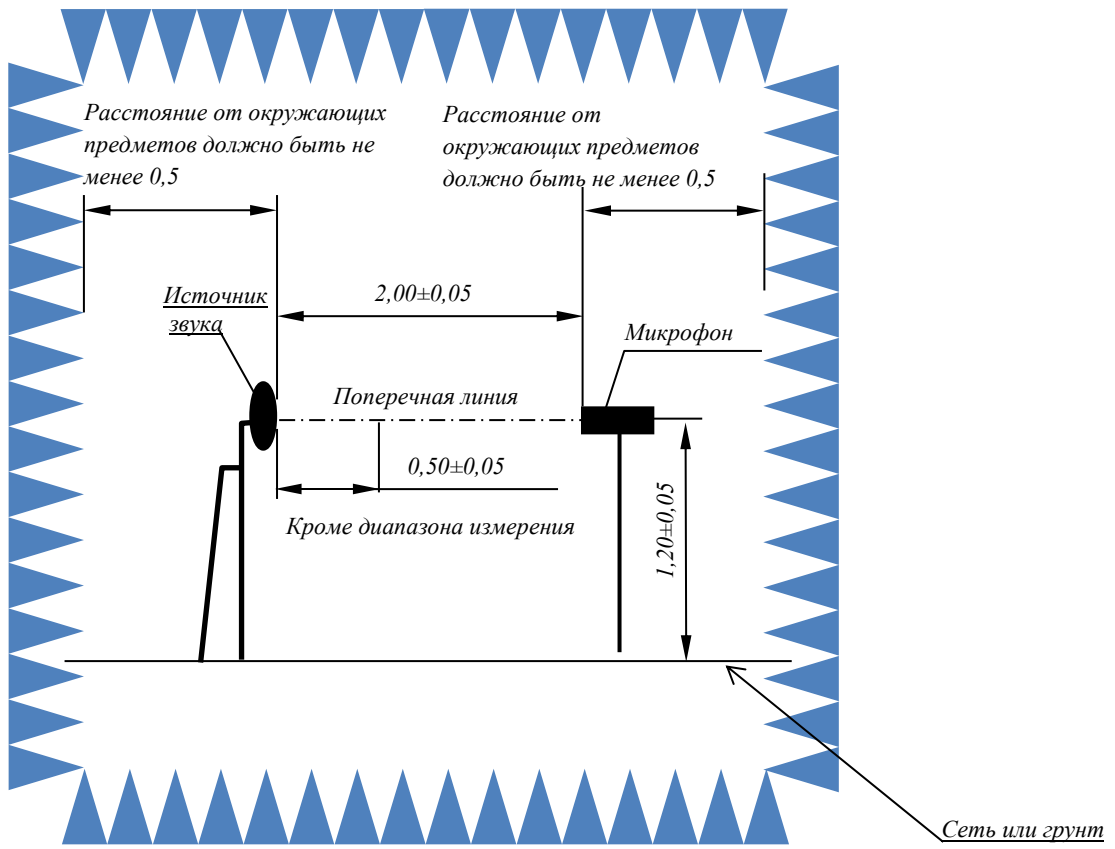 Расстояние от окружающих
предметов должно быть не
менее 0,5
Расстояние от
окружающих предметов
должно быть не менее 0,5
Источник
звука
2,00±0,05
Микрофон
Поперечная линия
0,50±0,05
Кроме диапазона измерения
1,20±0,05
Сеть или грунт